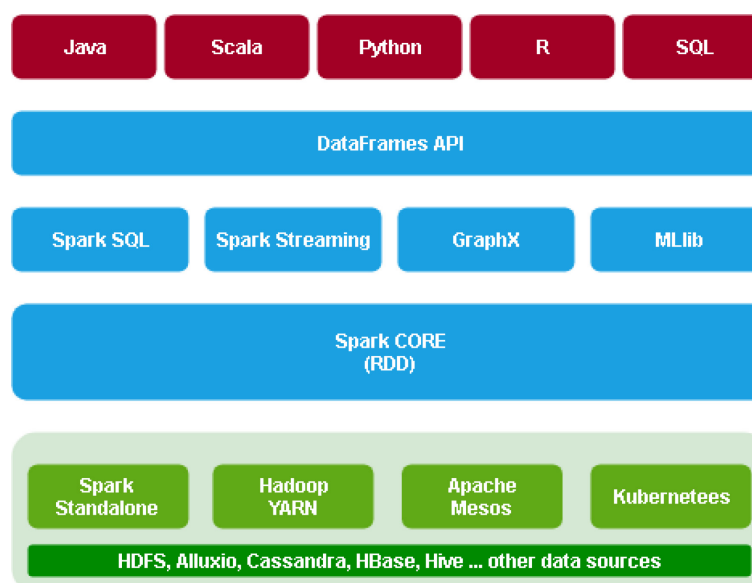 Java
Scala
Python
R
SQL
DataFrames API
Spark SQL
Spark Streaming
GraphX
MLlib
Spark CORE
(RDD)
Spark
Standalone
Hadoop
YARN
Apache
Mesos
Kubernetees
HDFS, Alluxio, Cassandra, HBase, Hive ... other data sources